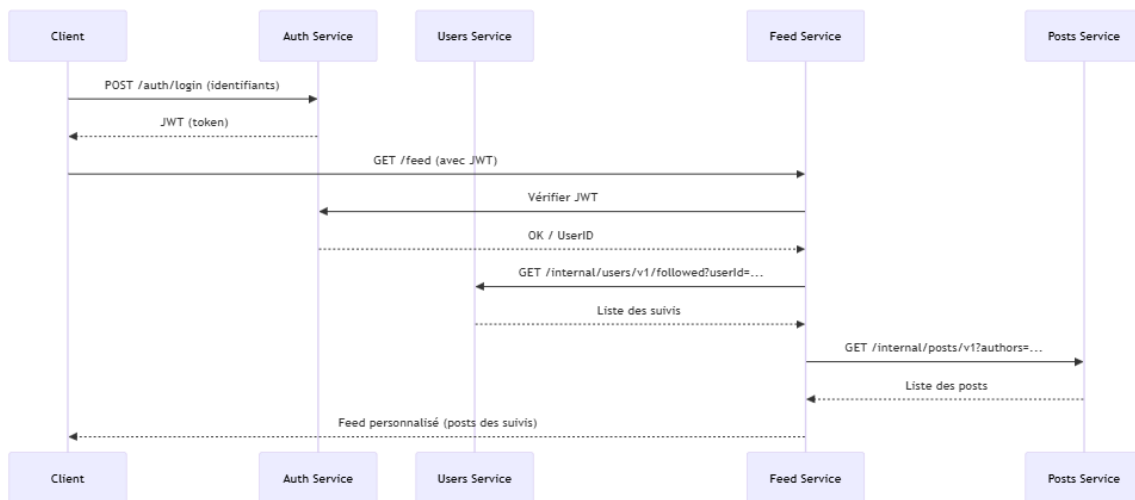 Client
Auth Service
Users Service
Feed Service
Posts Service
POST /auth/login (identifiants)
JWT (token)
GET /feed (avec JWT)
Vérifier JWT
OK / UserID
GET /internal/users/v1/followed?userId=...
Liste des suivis
GET /internal/posts/v1?authors=...
Liste des posts
Feed personnalisé (posts des suivis)
Client
Auth Service
Users Service
Feed Service
Posts Service